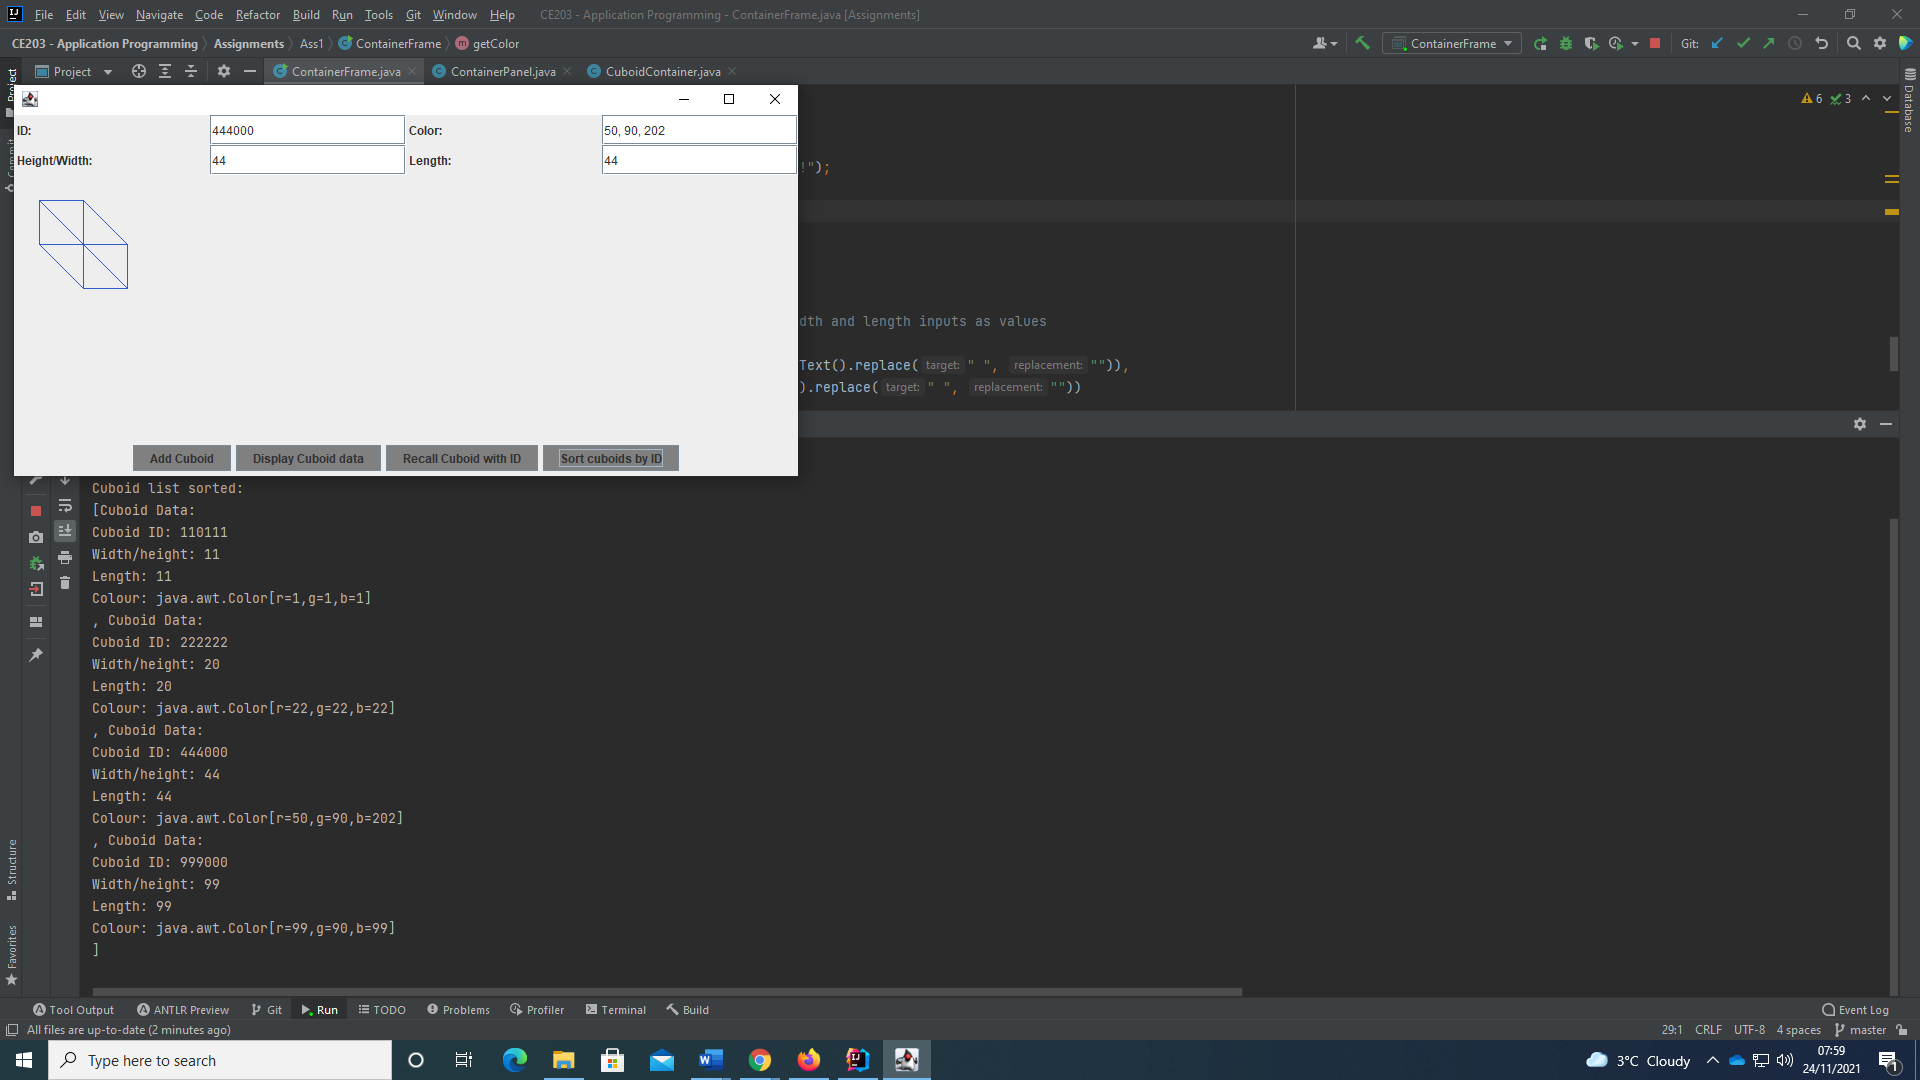 File Edit View Navigate Code Refactor Build Run Tools Git Window Help CE203 - Application Programming - ContainerFrame.java [Assignments]
CE203 - Application Programming Assignments Ass1 ContainerFrame getColor ContainerFrame Git:
Project ContainerFrame.java ContainerPanel.java CuboidContainer.java
Project
Database
6 3
ID: 444000 Color: 50, 90, 202
Height/Width: 44 Length: 44
!");
dth and length inputs as values
Text().replace( target: " ", replacement: "")),
).replace( target: " ", replacement: ""))
Add Cuboid Display Cuboid data Recall Cuboid with ID Sort cuboids by ID
Cuboid list sorted:
[Cuboid Data:
Cuboid ID: 110111
Width/height: 11
Length: 11
Colour: java.awt.Color[r=1,g=1,b=1]
, Cuboid Data:
Cuboid ID: 222222
Width/height: 20
Length: 20
Colour: java.awt.Color[r=22,g=22,b=22]
, Cuboid Data:
Cuboid ID: 444000
Width/height: 44
Length: 44
Colour: java.awt.Color[r=50,g=90,b=202]
, Cuboid Data:
Cuboid ID: 999000
Width/height: 99
Length: 99
Colour: java.awt.Color[r=99,g=90,b=99]
]
Structure
Favorites
Tool Output ANTLR Preview Git Run TODO Problems Profiler Terminal Build Event Log
All files are up-to-date (2 minutes ago) 29:1 CRLF UTF-8 4 spaces master
Type here to search 3°C Cloudy 07:59
24/11/2021 1